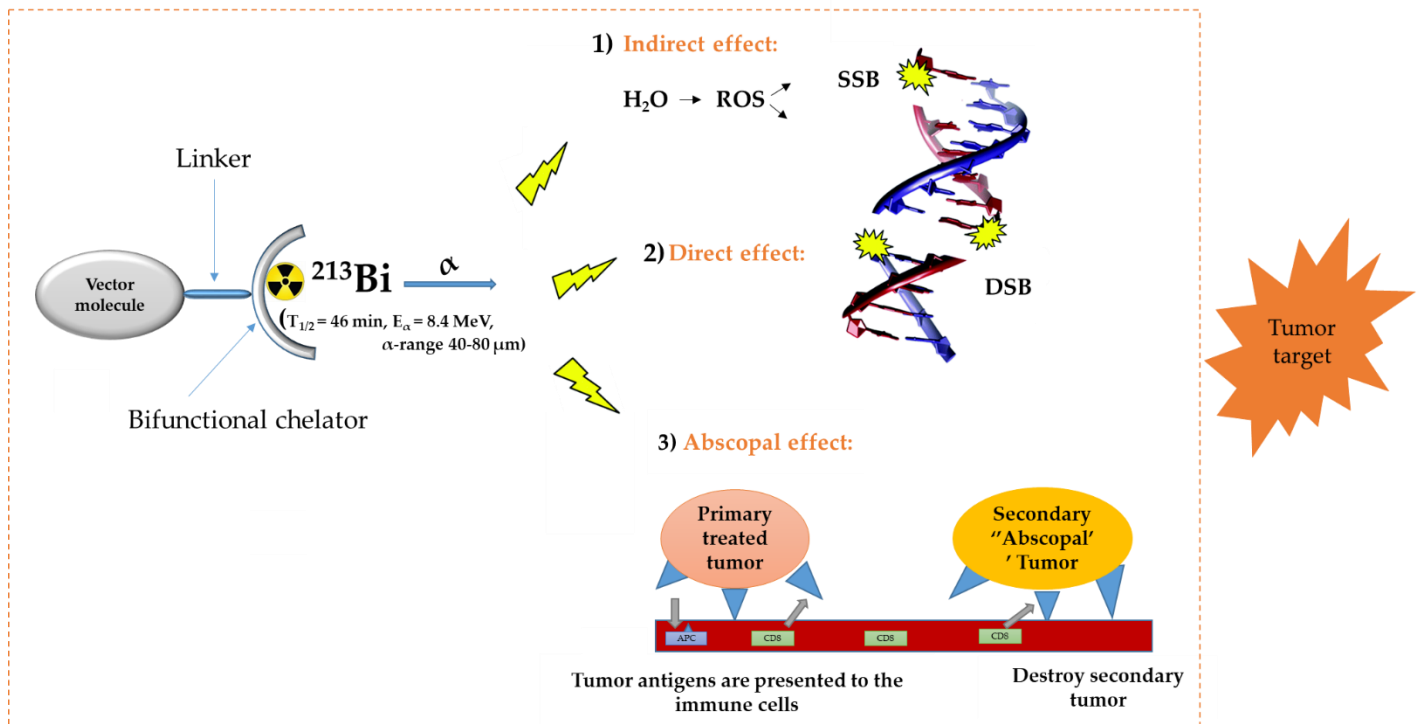 1) Indirect effect:
H₂O → ROS
SSB
Linker
Vector
molecule
²¹³Bi
α
(T₁/₂ = 46 min, Eα = 8.4 MeV,
α-range 40-80 μm)
Bifunctional chelator
2) Direct effect:
DSB
Tumor
target
3) Abscopal effect:
Primary
treated
tumor
Secondary
"Abscopal'
' Tumor
APC
CD8
CD8
CD8
Tumor antigens are presented to the
immune cells
Destroy secondary
tumor